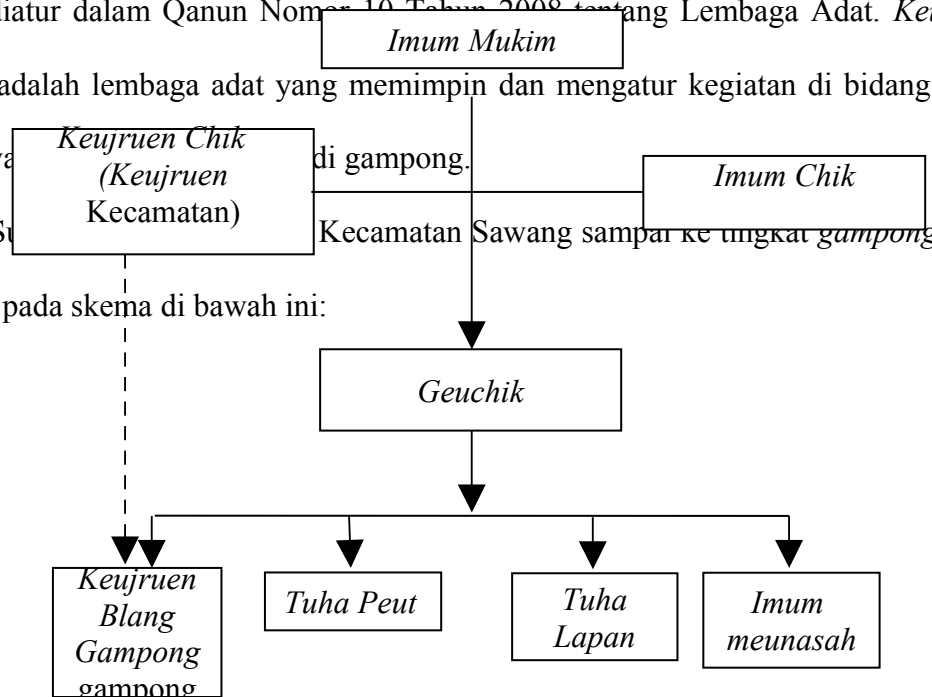 diatur dalam Qanun Nomor 10 Tahun 2008 tentang Lembaga Adat.
Imum Mukim
adalah lembaga adat yang memimpin dan mengatur kegiatan di bidang
Keujruen Chik
(Keujruen
Kecamatan)
di gampong.
Imum Chik
Kecamatan Sawang sampai ke tingkat gampong
pada skema di bawah ini:
Geuchik
Keujruen
Blang
Gampong
gampong
Tuha Peut
Tuha
Lapan
Imum
meunasah